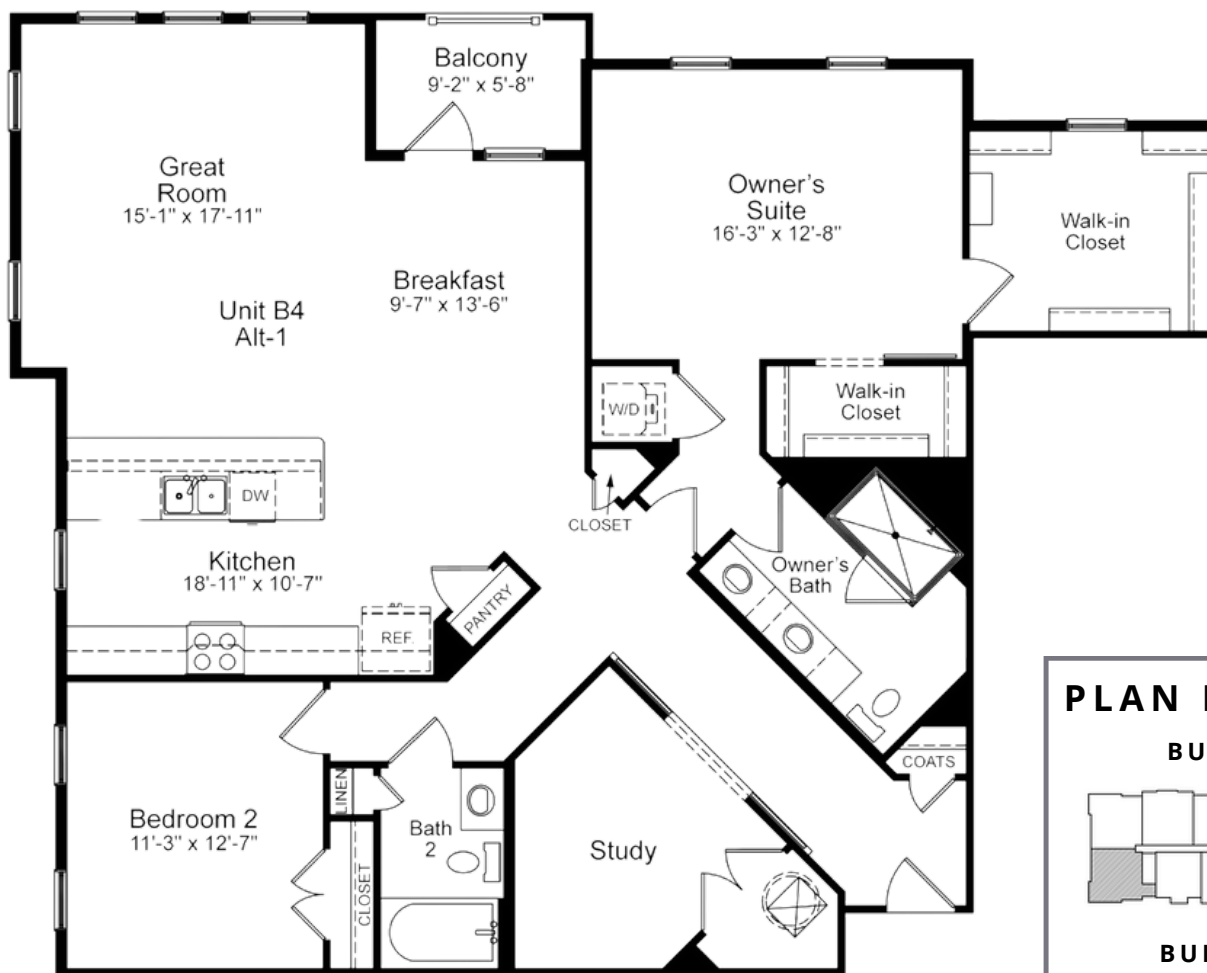 Balcony
9'-2" x 5'-8"
Great
Room
15'-1" x 17'-11"
Owner's
Suite
16'-3" x 12'-8"
Walk-in
Closet
Breakfast
9'-7" x 13'-6"
Unit B4
Alt-1
W/D
Walk-in
Closet
DW
CLOSET
Kitchen
18'-11" x 10'-7"
Owner's
Bath
PANTRY
REF.
PLAN
BU
COATS
LINEN
Bedroom 2
11'-3" x 12'-7"
Bath
2
Study
CLOSET
BU